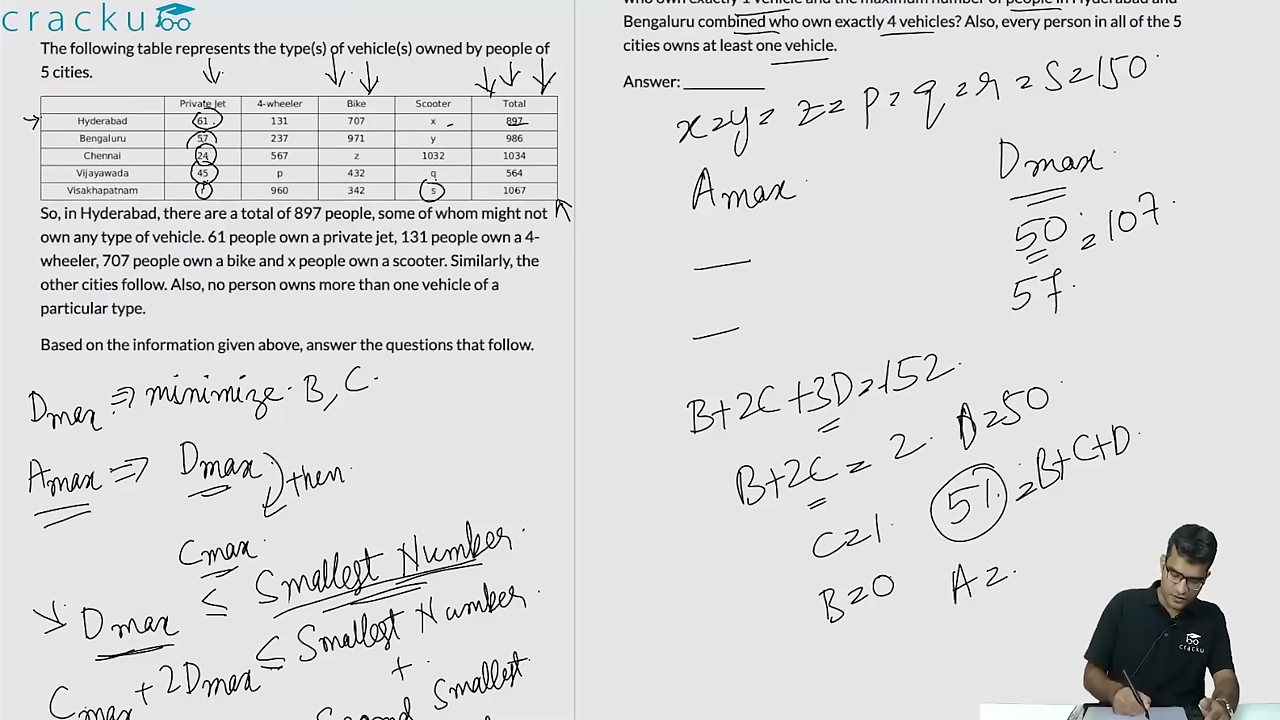 cracku
The following table represents the type(s) of vehicle(s) owned by people of
5 cities.
Private Jet 4-wheeler Bike Scooter Total
Hyderabad 61 131 707 x 897
Bengaluru 57 237 971 y 986
Chennai 24 567 z 1032 1034
Vijayawada 45 p 432 q 564
Visakhapatnam r 960 342 s 1067
So, in Hyderabad, there are a total of 897 people, some of whom might not
own any type of vehicle. 61 people own a private jet, 131 people own a 4-
wheeler, 707 people own a bike and x people own a scooter. Similarly, the
other cities follow. Also, no person owns more than one vehicle of a
particular type.
Based on the information given above, answer the questions that follow.
Dmax => minimize B, C.
Amax => Dmax then
Cmax.
Dmax ≤ Smallest Number.
Cmax + 2Dmax ≤ Smallest Number
+
Second Smallest
who own exactly 1 vehicle and the maximum number of people in Hyderabad and
Bengaluru combined who own exactly 4 vehicles? Also, every person in all of the 5
cities owns at least one vehicle.
Answer:
x=y=z=p=q=r=s=150
Amax Dmax
50 = 107
57
B+2C+3D=152
B+2C=2. D=50
C=1. 51 = B+C+D
B=0 A=
cracku